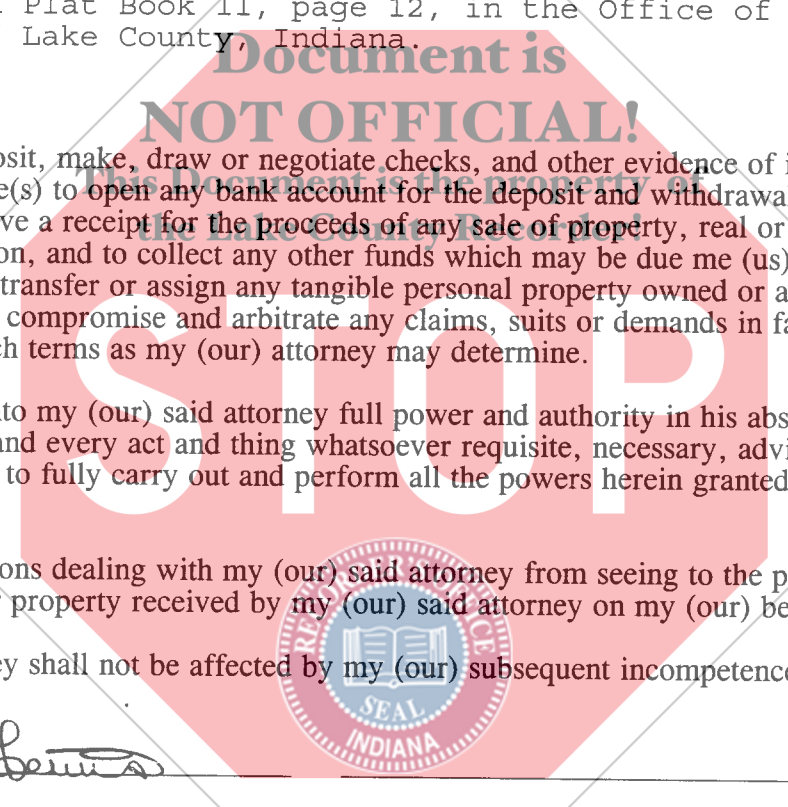 Plat Book 11, page 12, in the Office of
Lake County, Indiana.
Document is
NOT OFFICIAL!
osit, make, draw or negotiate checks, and other evidence of i
This Document is the property of
e(s) to open any bank account for the deposit and withdrawal
the Lake County Recorder!
ve a receipt for the proceeds of any sale of property, real or
on, and to collect any other funds which may be due me (us)
transfer or assign any tangible personal property owned or a
compromise and arbitrate any claims, suits or demands in fa
ch terms as my (our) attorney may determine.
STOP
to my (our) said attorney full power and authority in his abs
and every act and thing whatsoever requisite, necessary, advi
to fully carry out and perform all the powers herein granted
ons dealing with my (our) said attorney from seeing to the p
property received by my (our) said attorney on my (our) be
ey shall not be affected by my (our) subsequent incompetence
SEAL
INDIANA